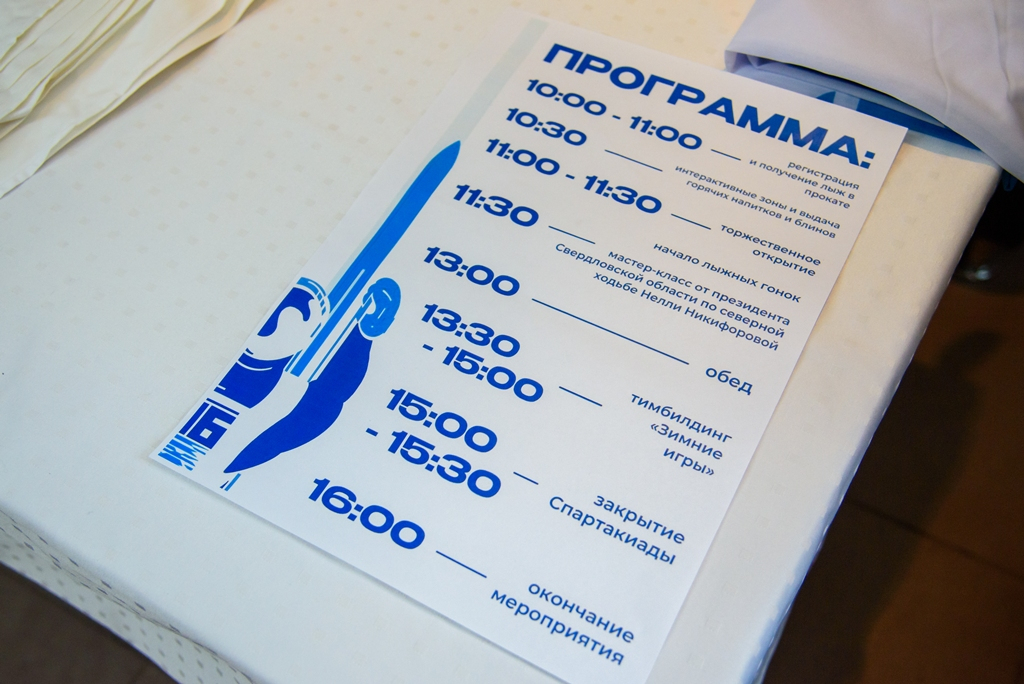 ПРОГРАММА:
10:00 - 11:00
регистрация
и получение лыж в
прокате
10:30
интерактивные зоны и выдача
горячих напитков и блинов
11:00 - 11:30
торжественное
открытие
11:30
начало лыжных гонок
мастер-класс от президента
Свердловской области по северной
ходьбе Нелли Никифоровой
13:00
обед
13:30
- 15:00
тимбилдинг
«Зимние
игры»
15:00
- 15:30
закрытие
Спартакиады
16:00
окончание
мероприятия